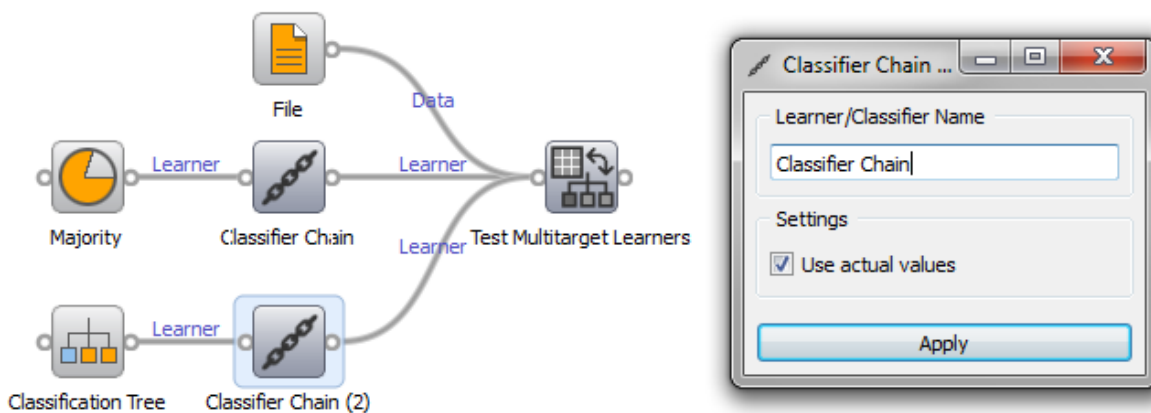 File
Data
Learner
Learner
Majority
Classifier Chain
Test Multitarget Learners
Learner
Learner
Classification Tree
Classifier Chain (2)
Classifier Chain ...
Learner/Classifier Name
Classifier Chain
Settings
Use actual values
Apply